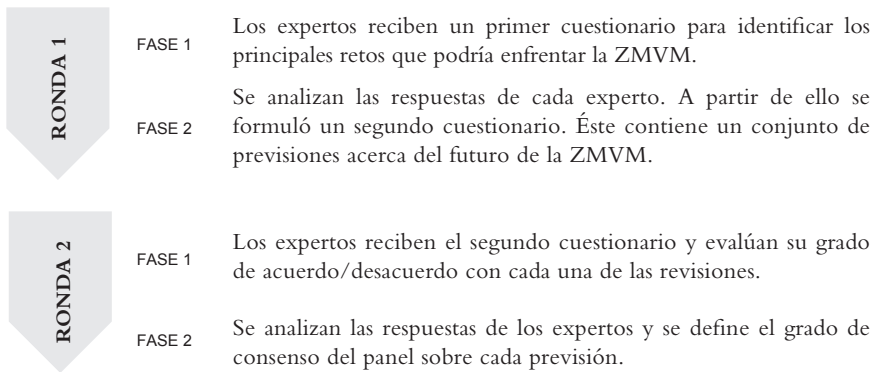 RONDA 1
FASE 1
Los expertos reciben un primer cuestionario para identificar los
principales retos que podría enfrentar la ZMVM.
FASE 2
Se analizan las respuestas de cada experto. A partir de ello se
formuló un segundo cuestionario. Éste contiene un conjunto de
previsiones acerca del futuro de la ZMVM.
RONDA 2
FASE 1
Los expertos reciben el segundo cuestionario y evalúan su grado
de acuerdo/desacuerdo con cada una de las revisiones.
FASE 2
Se analizan las respuestas de los expertos y se define el grado de
consenso del panel sobre cada previsión.